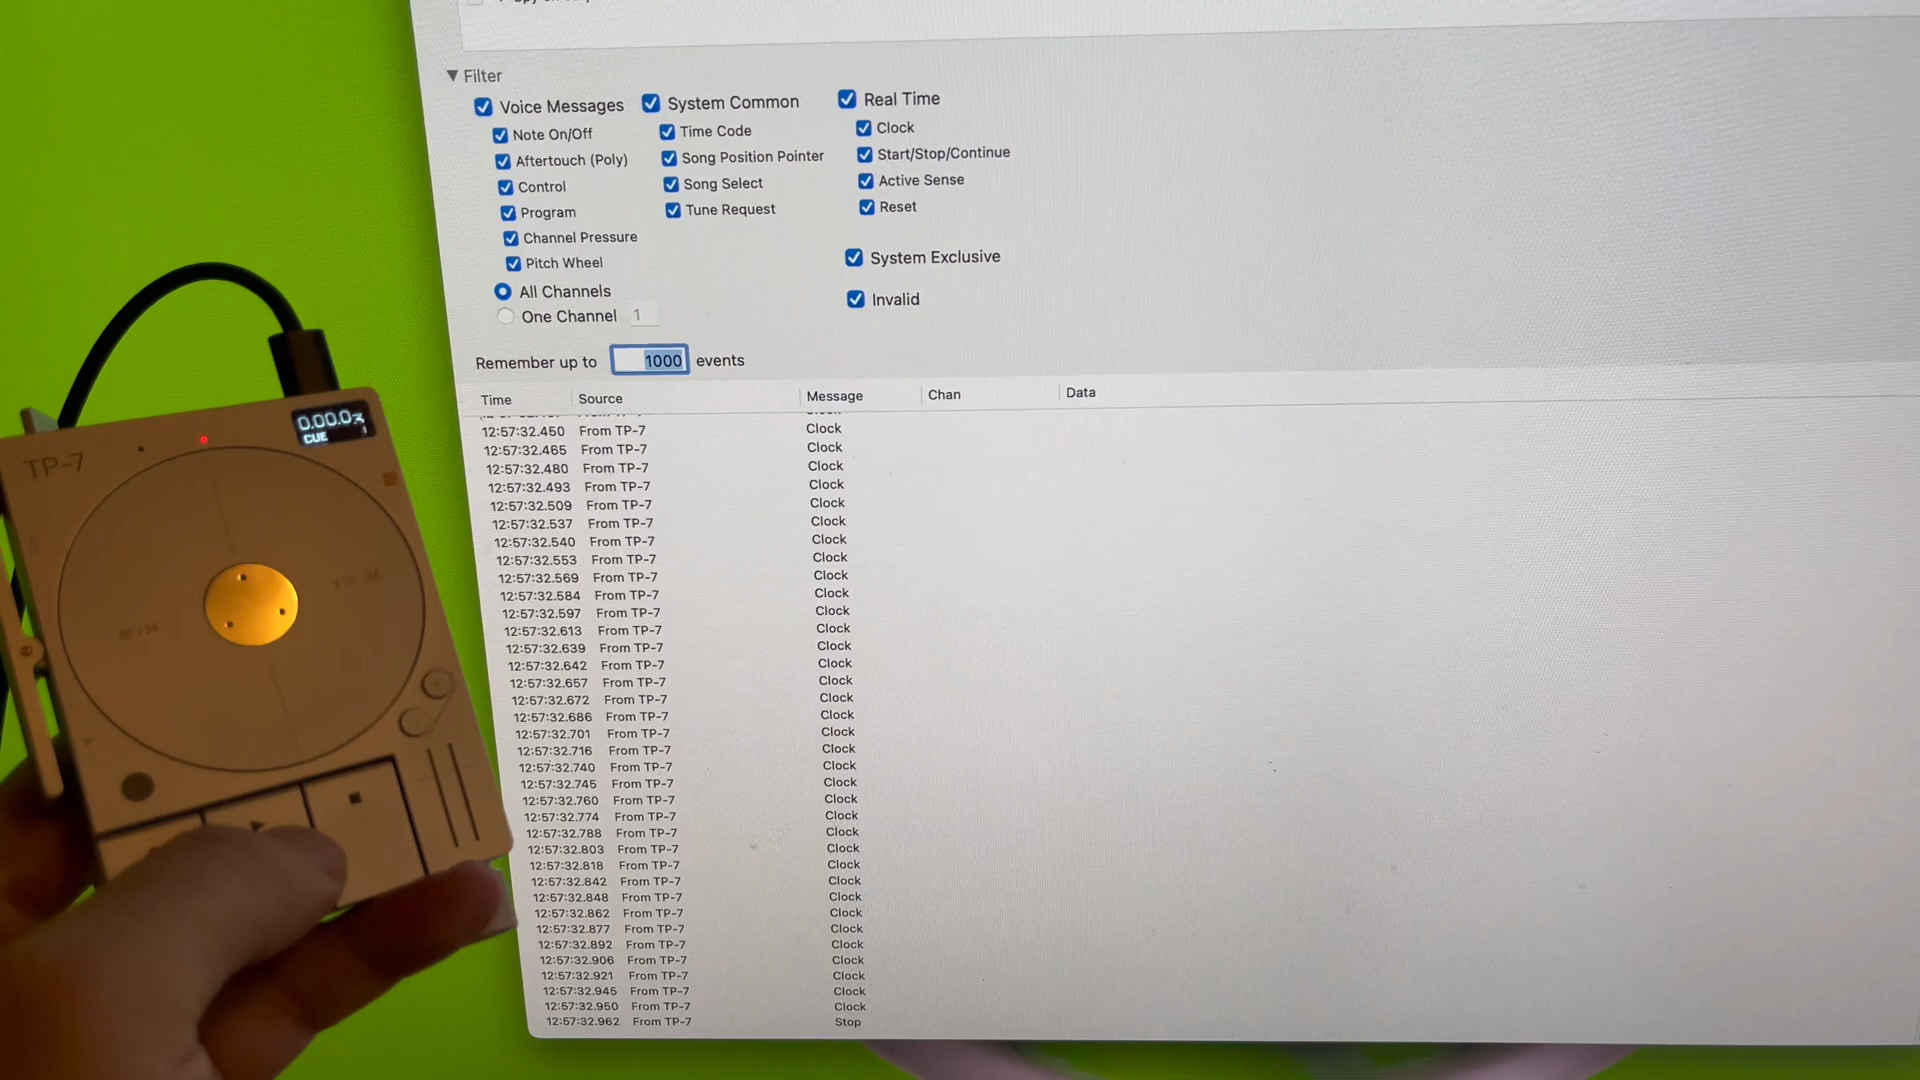 Filter
Voice Messages System Common Real Time
Note On/Off Time Code Clock
Aftertouch (Poly) Song Position Pointer Start/Stop/Continue
Control Song Select Active Sense
Program Tune Request Reset
Channel Pressure
Pitch Wheel System Exclusive
All Channels Invalid
One Channel 1
Remember up to 1000 events
Time Source Message Chan Data
12:57:32.450 From TP-7 Clock
12:57:32.465 From TP-7 Clock
12:57:32.480 From TP-7 Clock
12:57:32.493 From TP-7 Clock
12:57:32.509 From TP-7 Clock
12:57:32.537 From TP-7 Clock
12:57:32.540 From TP-7 Clock
12:57:32.553 From TP-7 Clock
12:57:32.569 From TP-7 Clock
12:57:32.584 From TP-7 Clock
12:57:32.597 From TP-7 Clock
12:57:32.613 From TP-7 Clock
12:57:32.639 From TP-7 Clock
12:57:32.642 From TP-7 Clock
12:57:32.657 From TP-7 Clock
12:57:32.672 From TP-7 Clock
12:57:32.686 From TP-7 Clock
12:57:32.701 From TP-7 Clock
12:57:32.716 From TP-7 Clock
12:57:32.740 From TP-7 Clock
12:57:32.745 From TP-7 Clock
12:57:32.760 From TP-7 Clock
12:57:32.774 From TP-7 Clock
12:57:32.788 From TP-7 Clock
12:57:32.803 From TP-7 Clock
12:57:32.818 From TP-7 Clock
12:57:32.842 From TP-7 Clock
12:57:32.848 From TP-7 Clock
12:57:32.862 From TP-7 Clock
12:57:32.877 From TP-7 Clock
12:57:32.892 From TP-7 Clock
12:57:32.906 From TP-7 Clock
12:57:32.921 From TP-7 Clock
12:57:32.945 From TP-7 Clock
12:57:32.950 From TP-7 Clock
12:57:32.962 From TP-7 Stop
TP-7
CUE